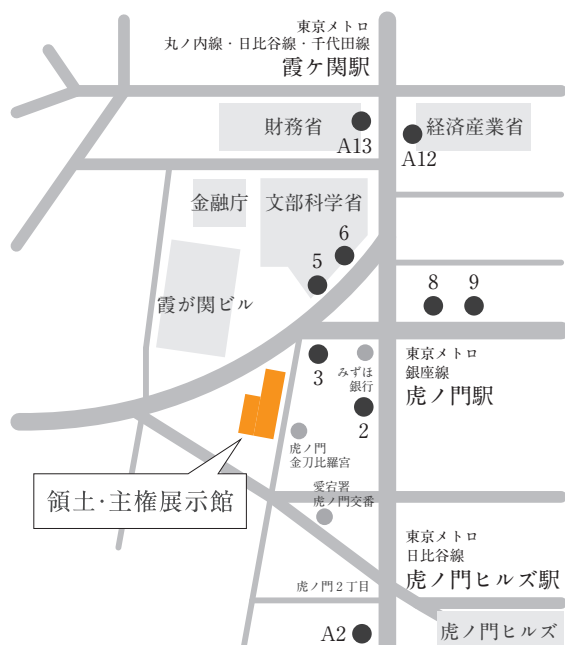 東京メトロ
丸ノ内線・日比谷線・千代田線
霞ケ関駅
財務省
A13
経済産業省
A12
金融庁
文部科学省
6
5
霞が関ビル
8
9
3
みずほ
銀行
2
東京メトロ
銀座線
虎ノ門駅
虎ノ門
金刀比羅宮
愛宕署
虎ノ門交番
領土・主権展示館
東京メトロ
日比谷線
虎ノ門ヒルズ駅
虎ノ門2丁目
A2
虎ノ門ヒルズ